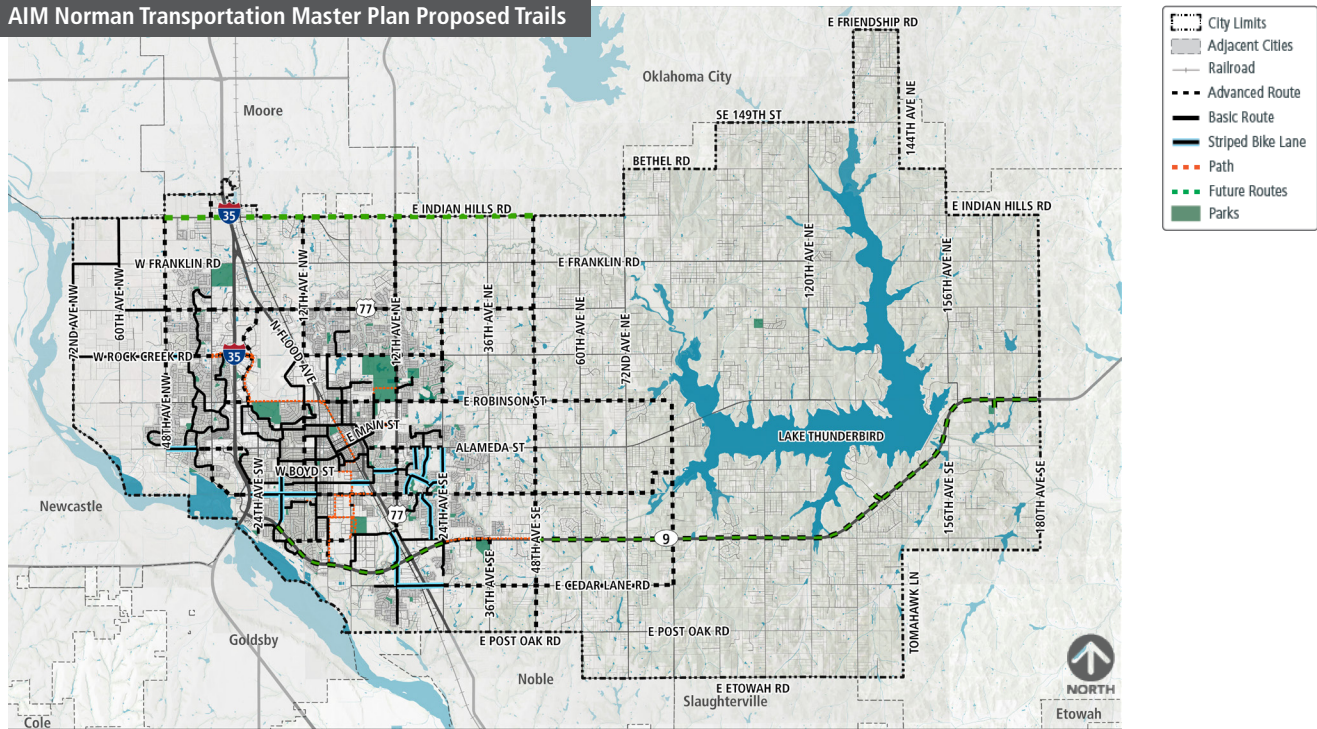 AIM Norman Transportation Master Plan Proposed Trails
E FRIENDSHIP RD
City Limits
Adjacent Cities
Railroad
Advanced Route
Basic Route
Striped Bike Lane
Path
Future Routes
Parks
Oklahoma City
Moore
SE 149TH ST
144TH AVE NE
BETHEL RD
E INDIAN HILLS RD
E INDIAN HILLS RD
35
W FRANKLIN RD
E FRANKLIN RD
72ND AVE NW
60TH AVE NW
12TH AVE NW
77
12TH AVE NE
36TH AVE NE
60TH AVE NE
72ND AVE NE
120TH AVE NE
156TH AVE NE
N FLOOD AVE
W ROCK CREEK RD
35
48TH AVE NW
E ROBINSON ST
E MAIN ST
ALAMEDA ST
LAKE THUNDERBIRD
W BOYD ST
24TH AVE SW
24TH AVE SE
48TH AVE SE
156TH AVE SE
180TH AVE SE
Newcastle
77
9
36TH AVE SE
E CEDAR LANE RD
TOMAHAWK LN
Goldsby
E POST OAK RD
E POST OAK RD
Noble
E ETOWAH RD
Slaughterville
NORTH
Etowah
Cole